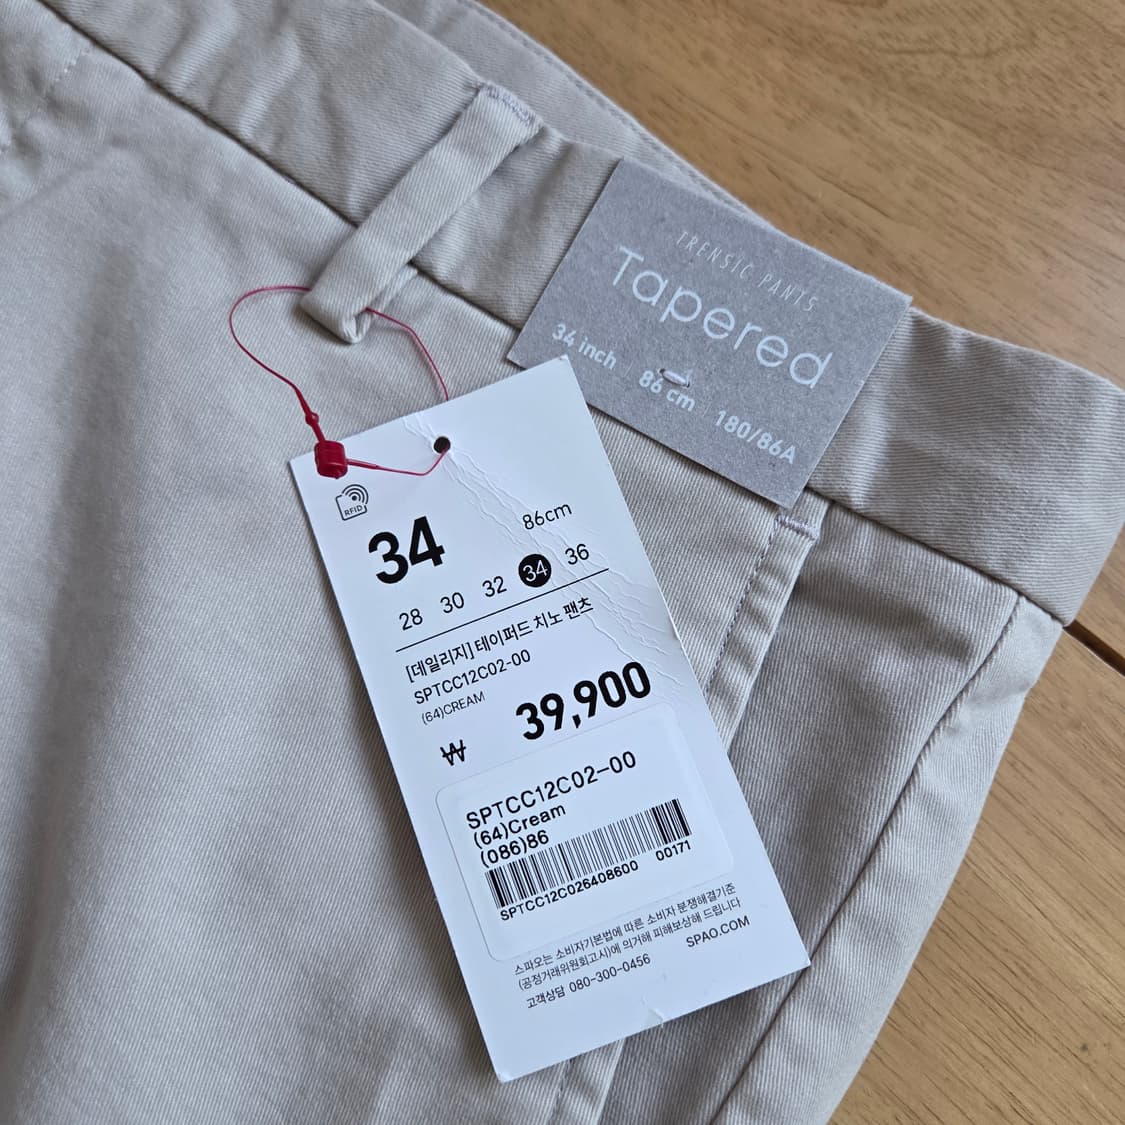 TRENSIC PANTS
Tapered
34 inch 86 cm 180/86A
RFID
34 86cm
28 30 32 34 36
[데일리지] 테이퍼드 치노 팬츠
SPTCC12C02-00
(64)CREAM
₩ 39,900
SPTCC12C02-00
(64)Cream
(086)86
SPTCC12C026408600 00171
스파오는 소비자기본법에 따른 소비자 분쟁해결기준
(공정거래위원회고시)에 의거해 피해보상해 드립니다
고객상담 080-300-0456 SPAO.COM